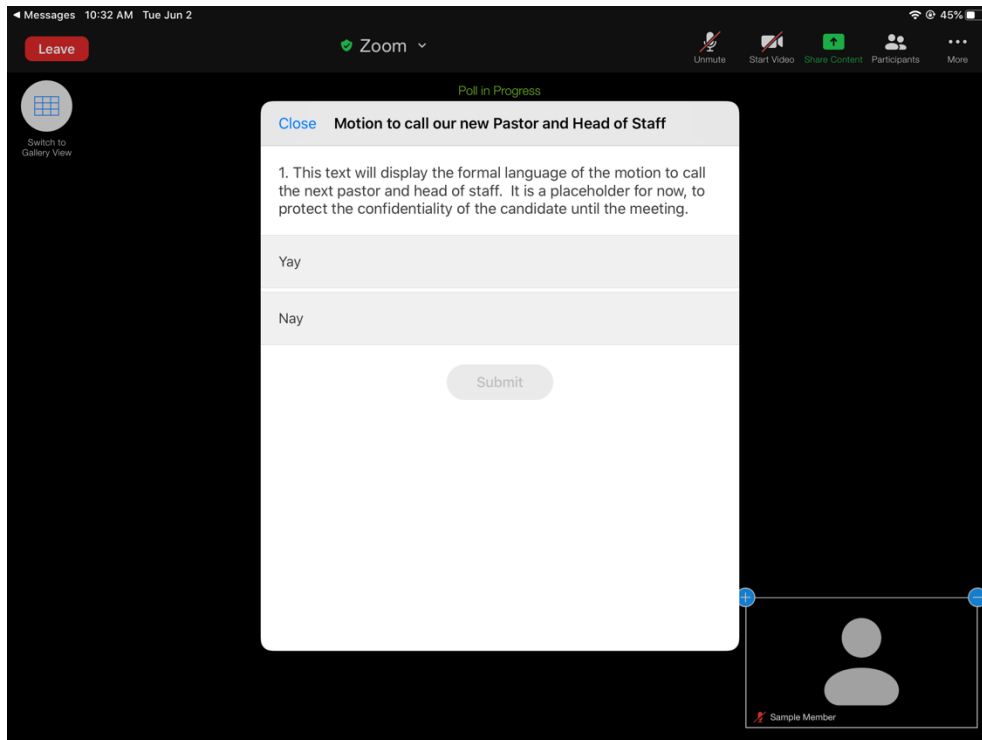 Messages 10:32 AM Tue Jun 2 45%
Leave Zoom Unmute Start Video Share Content Participants More
Poll in Progress
Switch to
Gallery View
Close Motion to call our new Pastor and Head of Staff
1. This text will display the formal language of the motion to call
the next pastor and head of staff.  It is a placeholder for now, to
protect the confidentiality of the candidate until the meeting.
Yay
Nay
Submit
Sample Member